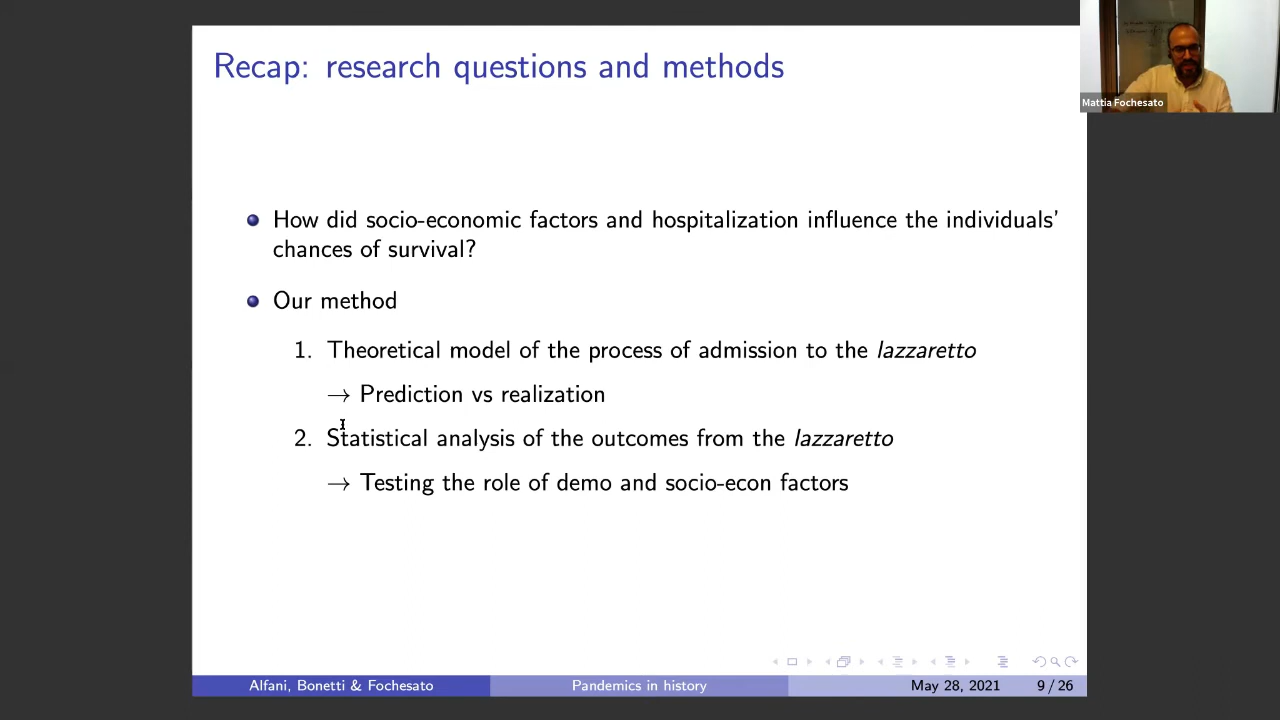 Recap: research questions and methods
Mattia Fochesato
How did socio-economic factors and hospitalization influence the individuals'
chances of survival?
Our method
1. Theoretical model of the process of admission to the lazzaretto
→ Prediction vs realization
2. Statistical analysis of the outcomes from the lazzaretto
→ Testing the role of demo and socio-econ factors
Alfani, Bonetti & Fochesato
Pandemics in history
May 28, 2021
9 / 26